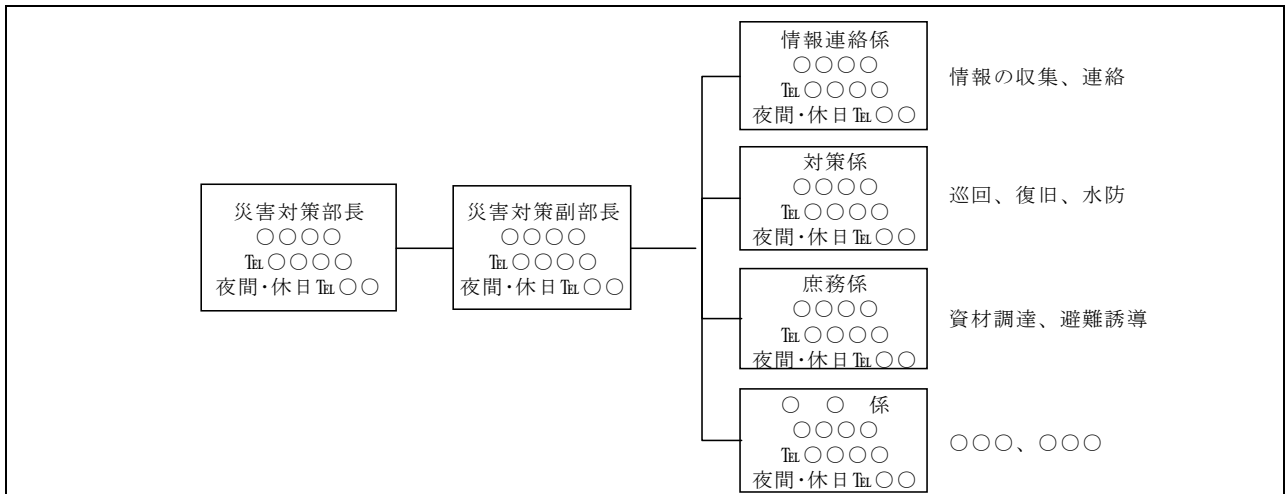 災害対策部長
○○○○
℡○○○○
夜間・休日℡○○
災害対策副部長
○○○○
℡○○○○
夜間・休日℡○○
情報連絡係
○○○○
℡○○○○
夜間・休日℡○○
情報の収集、連絡
対策係
○○○○
℡○○○○
夜間・休日℡○○
巡回、復旧、水防
庶務係
○○○○
℡○○○○
夜間・休日℡○○
資材調達、避難誘導
○ ○ 係
○○○○
℡○○○○
夜間・休日℡○○
○○○、○○○